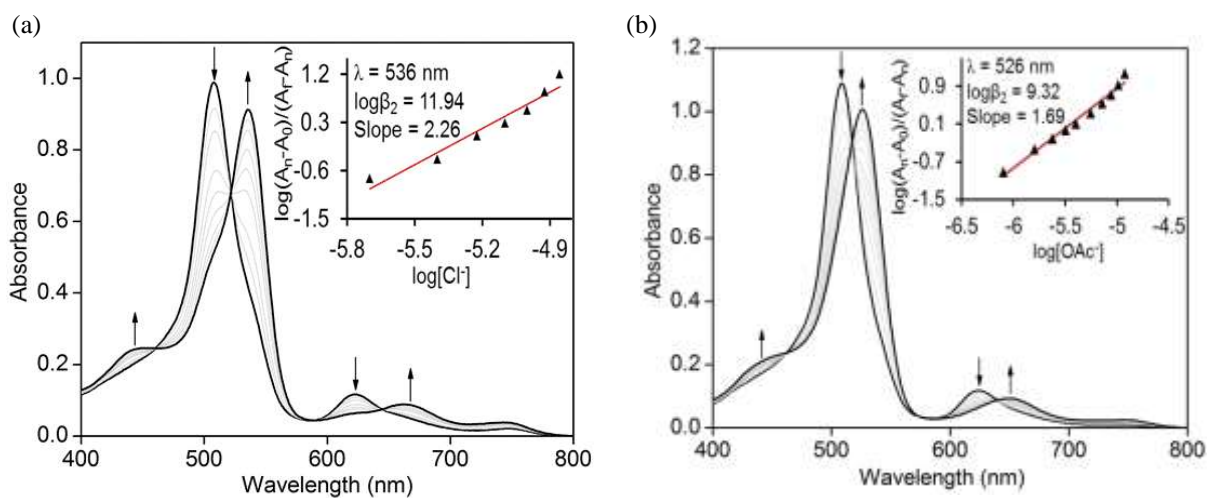 (a)
Absorbance
1.0
0.8
0.6
0.4
0.2
0.0
400 500 600 700 800
Wavelength (nm)
log(Aₙ-A₀)/(A_f-Aₙ)
1.2
0.3
-0.6
-1.5
λ = 536 nm
logβ₂ = 11.94
Slope = 2.26
-5.8 -5.5 -5.2 -4.9
log[Cl⁻]
(b)
Absorbance
1.2
1.0
0.8
0.6
0.4
0.2
0.0
400 500 600 700 800
Wavelength (nm)
log(Aₙ-A₀)/(A_f-Aₙ)
0.9
0.1
-0.7
-1.5
λ = 526 nm
logβ₂ = 9.32
Slope = 1.69
-6.5 -6 -5.5 -5 -4.5
log[OAc⁻]